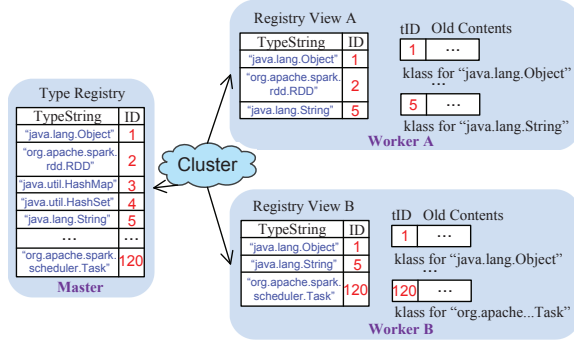 Type Registry
TypeString ID
"java.lang.Object" 1
"org.apache.spark.
rdd.RDD" 2
"java.util.HashMap" 3
"java.util.HashSet" 4
"java.lang.String" 5
... ...
"org.apache.spark.
scheduler.Task" 120
Master
Cluster
Registry View A
TypeString ID
"java.lang.Object" 1
"org.apache.spark.
rdd.RDD" 2
"java.lang.String" 5
tID Old Contents
1 ...
klass for "java.lang.Object"
...
5 ...
klass for "java.lang.String"
Worker A
Registry View B
TypeString ID
"java.lang.Object" 1
"java.lang.String" 5
"org.apache.spark.
scheduler.Task" 120
tID Old Contents
1 ...
klass for "java.lang.Object"
...
120 ...
klass for "org.apache...Task"
Worker B